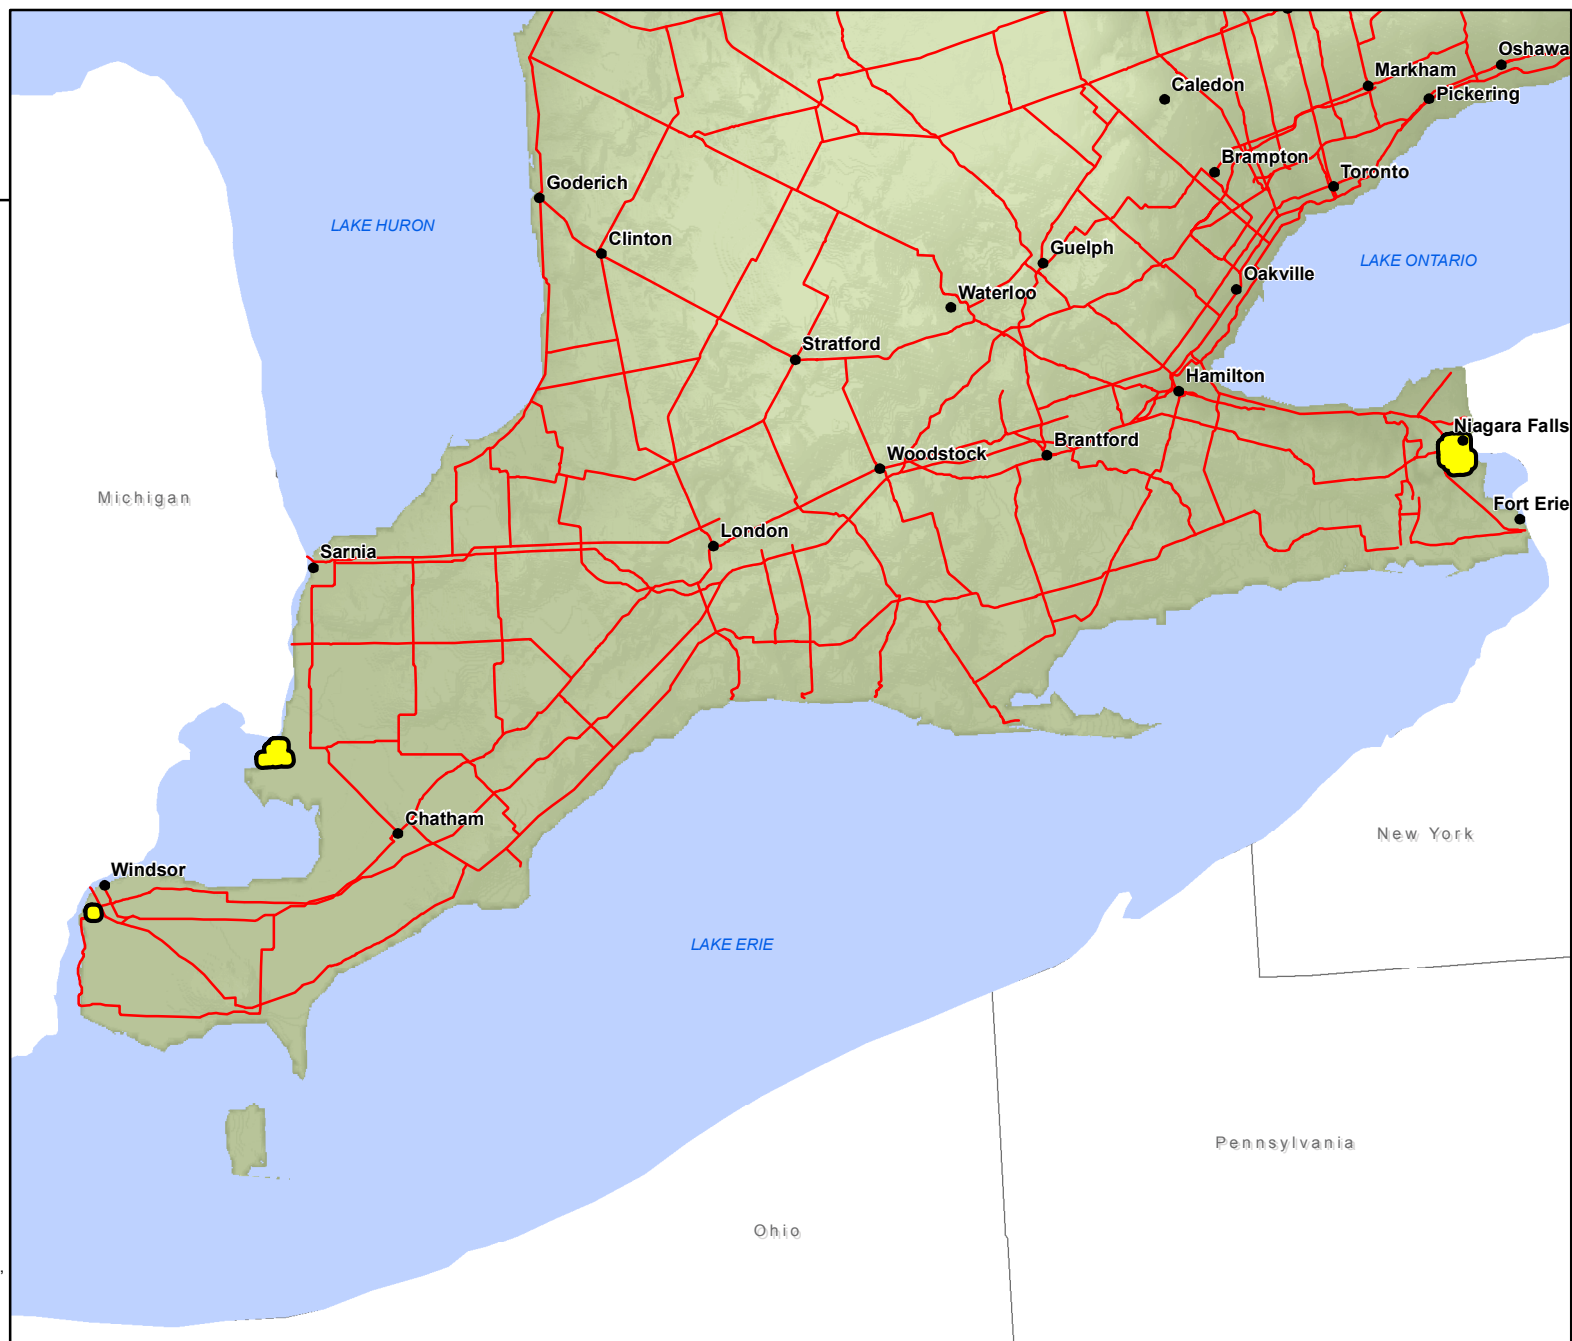 Oshawa
Markham
Caledon
Pickering
Brampton
Toronto
Goderich
LAKE HURON
Clinton
Guelph
LAKE ONTARIO
Oakville
Waterloo
Stratford
Hamilton
Niagara Falls
Brantford
Woodstock
Michigan
Fort Erie
London
Sarnia
Chatham
New York
Windsor
LAKE ERIE
Pennsylvania
Ohio
,